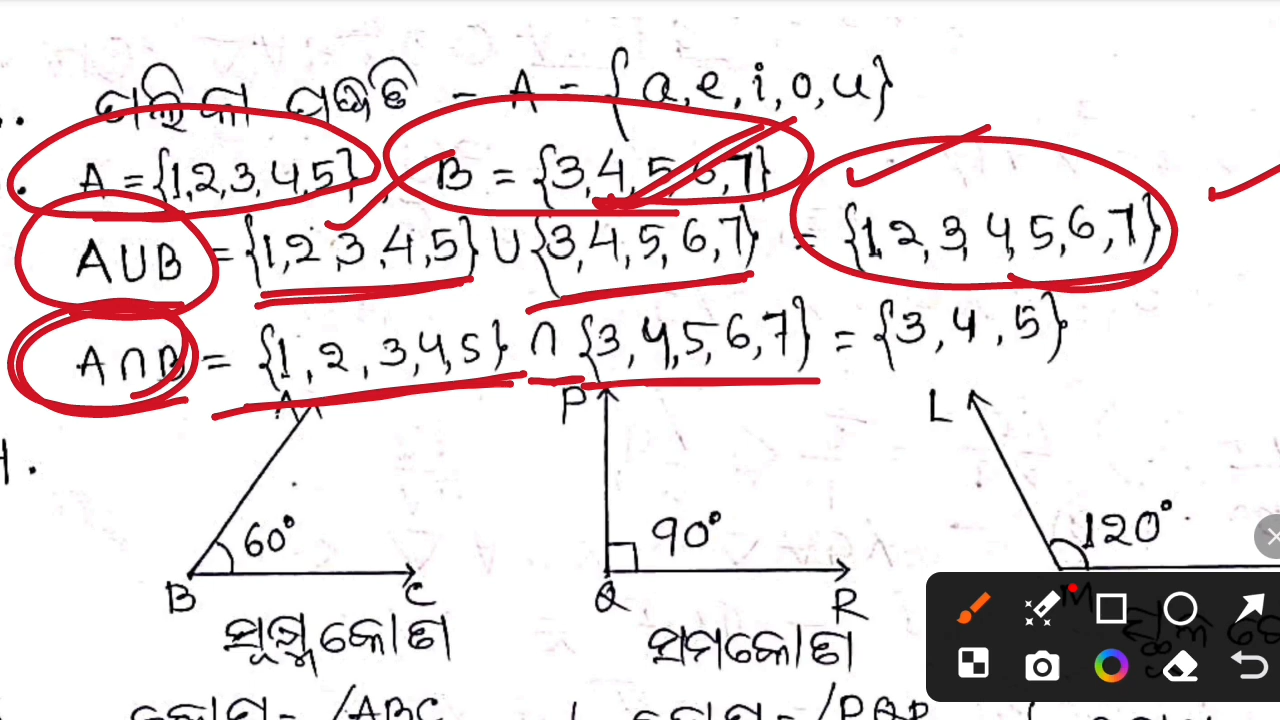 .. ତାଲିକା ପଦ୍ଧତି - A = {a, e, i, o, u}
. A = {1,2,3,4,5}, B = {3,4,5,6,7}
A∪B = {1,2,3,4,5} ∪ {3,4,5,6,7} = {1,2,3,4,5,6,7}
A∩B = {1,2,3,4,5} ∩ {3,4,5,6,7} = {3,4,5}
A P L
60° 90° 120°
B C Q R M
ସୂକ୍ଷ୍ମକୋଣ ସମକୋଣ
କୋଣ = ∠ABC କୋଣ = ∠PQR